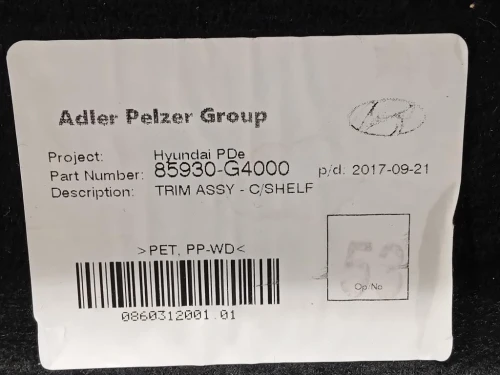 Adler Pelzer Group
Project: Hyundai PDe
Part Number: 85930-G4000 p/d: 2017-09-21
Description: TRIM ASSY - C/SHELF
>PET, PP-WD<
53
Op.No
0860312001.01